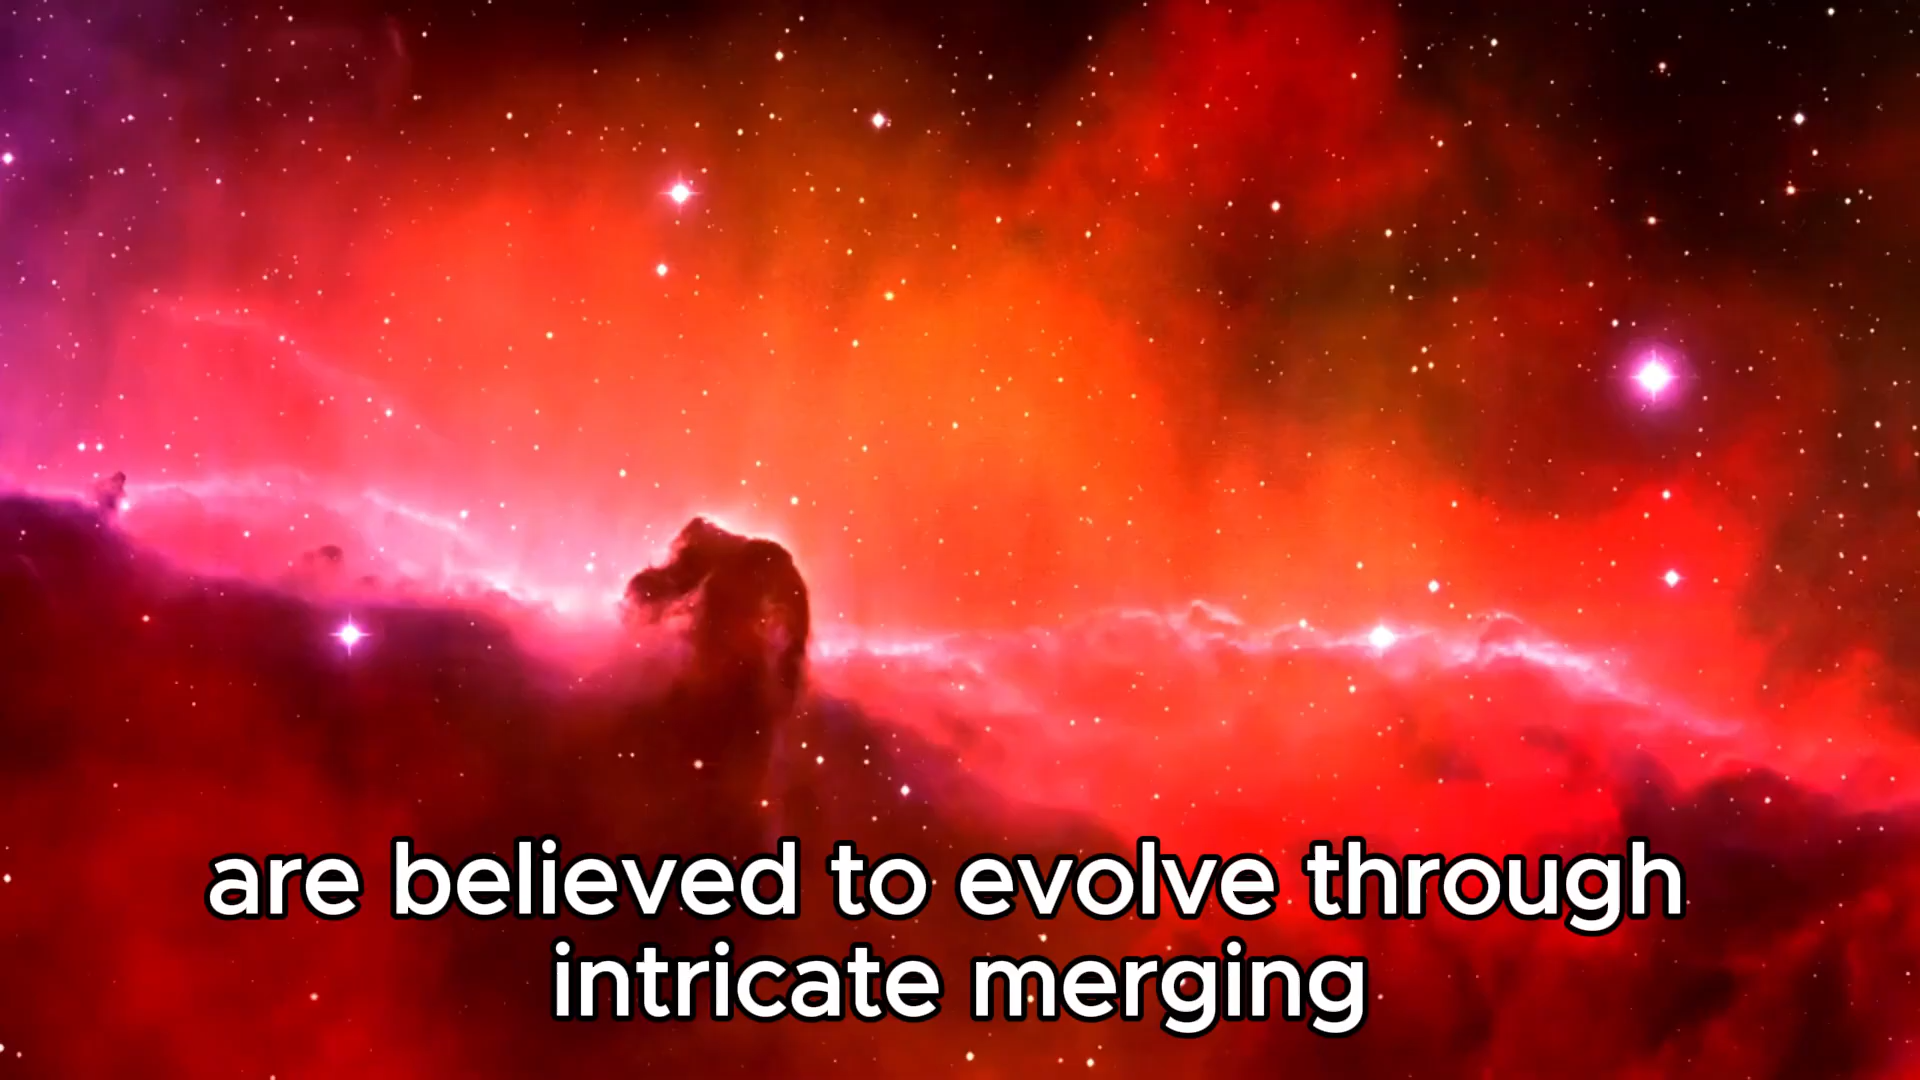 are believed to evolve through
intricate merging